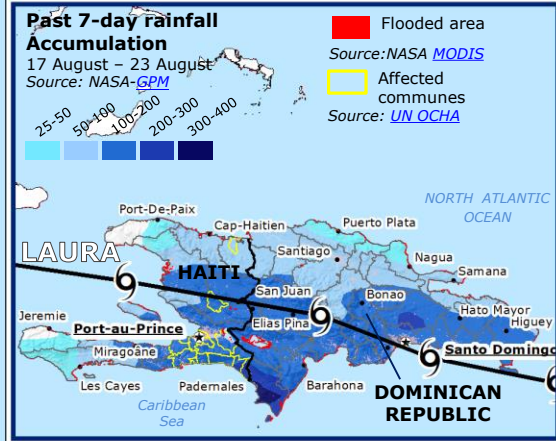 Past 7-day rainfall
Accumulation
17 August – 23 August
Source: NASA-GPM
25-50
50-100
100-200
200-300
300-400
Flooded area
Source:NASA MODIS
Affected
communes
Source: UN OCHA
NORTH ATLANTIC
OCEAN
Port-De-Paix
Cap-Haitien
Puerto Plata
LAURA
Santiago
Nagua
HAITI
Samana
San Juan
Bonao
Jeremie
Elias Pina
Hato Mayor
Port-au-Prince
Higuey
Miragoâne
Santo Domingo
Les Cayes
Padernales
Barahona
DOMINICAN
REPUBLIC
Caribbean
Sea